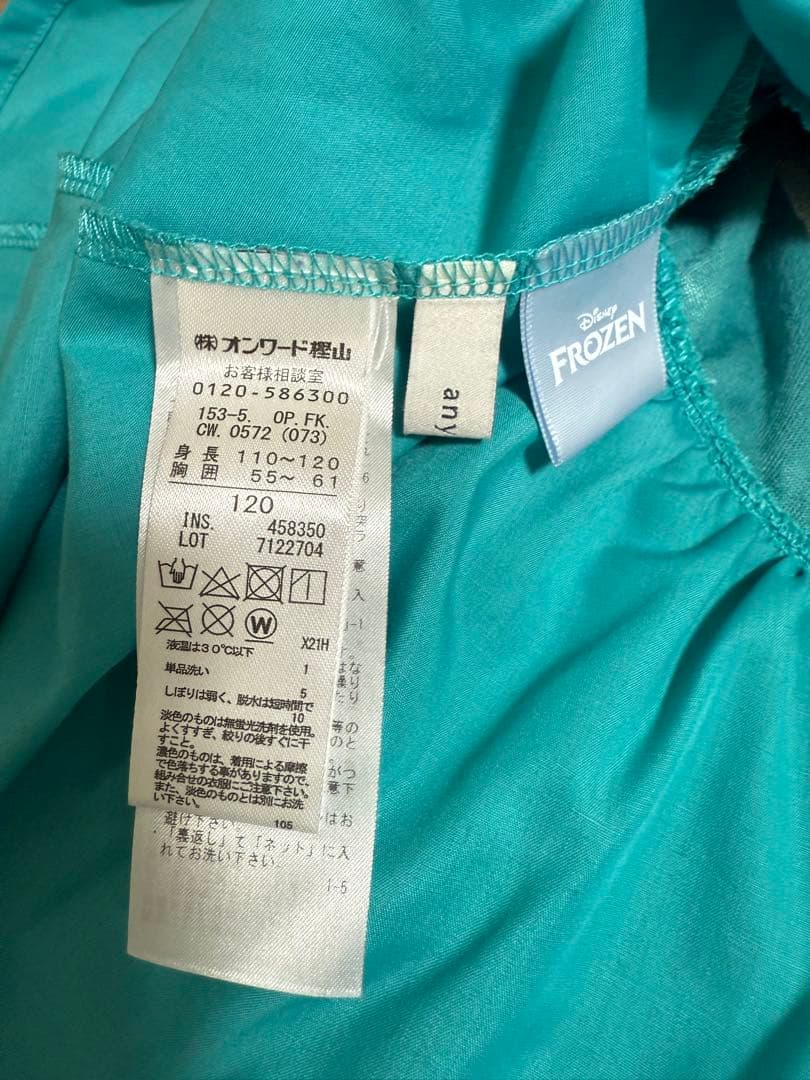 (株)オンワード樫山
お客様相談室
0120-586300
153-5. OP. FK.
CW. 0572 (073)
身長 110～120
胸囲 55～ 61
120
INS. 458350
LOT 7122704
W
液温は30℃以下 X21H
単品洗い 1
しぼりは弱く、脱水は短時間で 5
10
淡色のものは無蛍光洗剤を使用。
よくすすぎ、絞りの後すぐに干
すこと。
濃色のものは、着用による摩擦
で色落ちする事がありますので、
組み合せの衣服にご注意下さい。
また、淡色のものとは別にお洗
い下さい。
105
避け下さい
・「裏返し」て「ネット」に入
れてお洗い下さい。
1-5
any
Disney
FROZEN